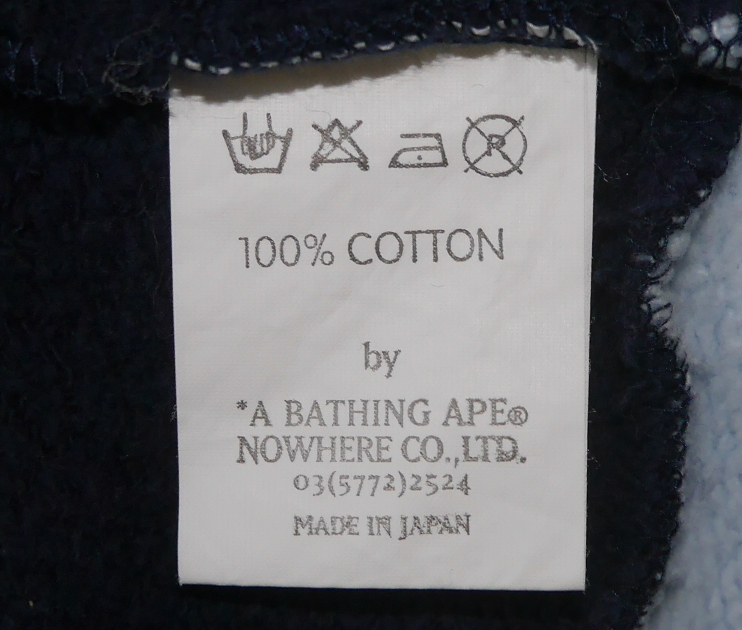 100% COTTON
by
*A BATHING APE®
NOWHERE CO.,LTD.
03(5772)2524
MADE IN JAPAN